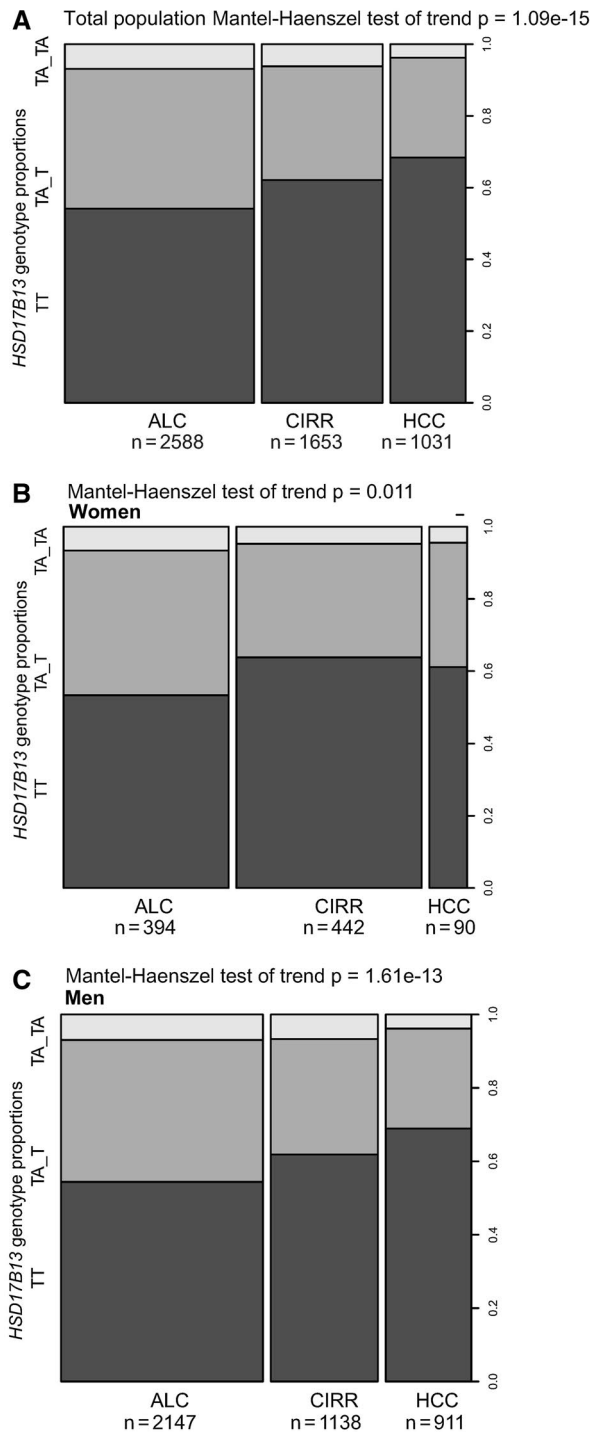 A Total population Mantel-Haenszel test of trend p = 1.09e-15
HSD17B13 genotype proportions
TT TA_T TA_TA
0.0 0.2 0.4 0.6 0.8 1.0
ALC CIRR HCC
n=2588 n=1653 n=1031
B Mantel-Haenszel test of trend p = 0.011
Women –
HSD17B13 genotype proportions
TT TA_T TA_TA
0.0 0.2 0.4 0.6 0.8 1.0
ALC CIRR HCC
n=394 n=442 n=90
C Mantel-Haenszel test of trend p = 1.61e-13
Men
HSD17B13 genotype proportions
TT TA_T TA_TA
0.0 0.2 0.4 0.6 0.8 1.0
ALC CIRR HCC
n=2147 n=1138 n=911